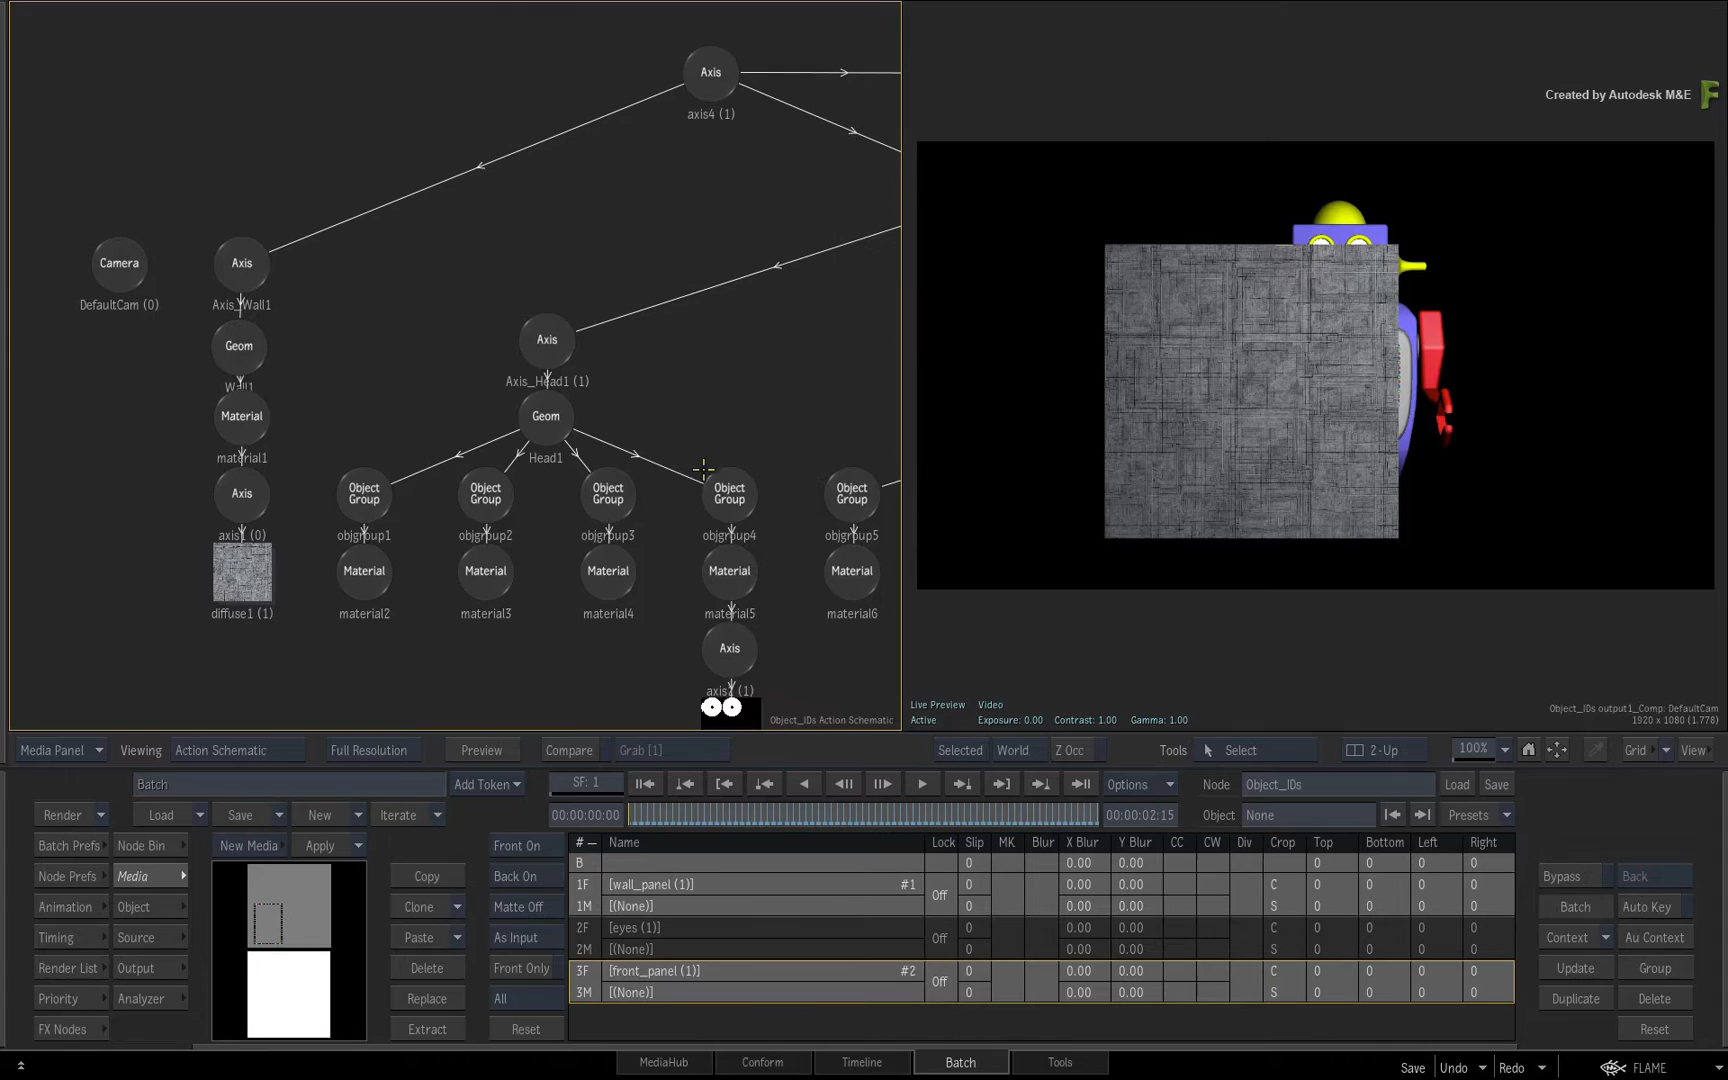 Axis
axis4 (1)
Created by Autodesk M&E
Camera
DefaultCam (0)
Axis
Axis_Wall1
Geom
Wall1
Material
material1
Axis
axis1 (0)
diffuse1 (1)
Axis
Axis_Head1 (1)
Geom
Head1
Object
Group
objgroup1
Material
material2
Object
Group
objgroup2
Material
material3
Object
Group
objgroup3
Material
material4
Object
Group
objgroup4
Material
material5
Axis
axis2 (1)
Object
Group
objgroup5
Material
material6
Object_IDs Action Schematic
Live Preview Video
Active Exposure: 0.00 Contrast: 1.00 Gamma: 1.00
Object_IDs output1_Comp: DefaultCam
1920 x 1080 (1.778)
Media Panel Viewing Action Schematic Full Resolution Preview Compare Grab [1] Selected World Z Occ Tools Select 2-Up 100% Grid View
Batch Add Token SF: 1 Options Node Object_IDs Load Save
Render Load Save New Iterate 00:00:00:00 00:00:02:15 Object None Presets
Batch Prefs Node Bin New Media Apply Front On # Name Lock Slip MK Blur X Blur Y Blur CC CW Div Crop Top Bottom Left Right
B 0 0.00 0.00 0 0 0 0
Node Prefs Media Copy Back On 1F [wall_panel (1)] #1 Off 0 0.00 0.00 C 0 0 0 0 Bypass Back
Animation Object Clone Matte Off 1M [(None)] 0 0.00 0.00 S 0 0 0 0 Batch Auto Key
2F [eyes (1)] Off 0 0.00 0.00 C 0 0 0 0
Timing Source Paste As Input 2M [(None)] 0 0.00 0.00 S 0 0 0 0 Context Au Context
Render List Output Delete Front Only 3F [front_panel (1)] #2 Off 0 0.00 0.00 C 0 0 0 0 Update Group
Priority Analyzer Replace All 3M [(None)] 0 0.00 0.00 S 0 0 0 0 Duplicate Delete
FX Nodes Extract Reset Reset
MediaHub Conform Timeline Batch Tools
Save Undo Redo FLAME